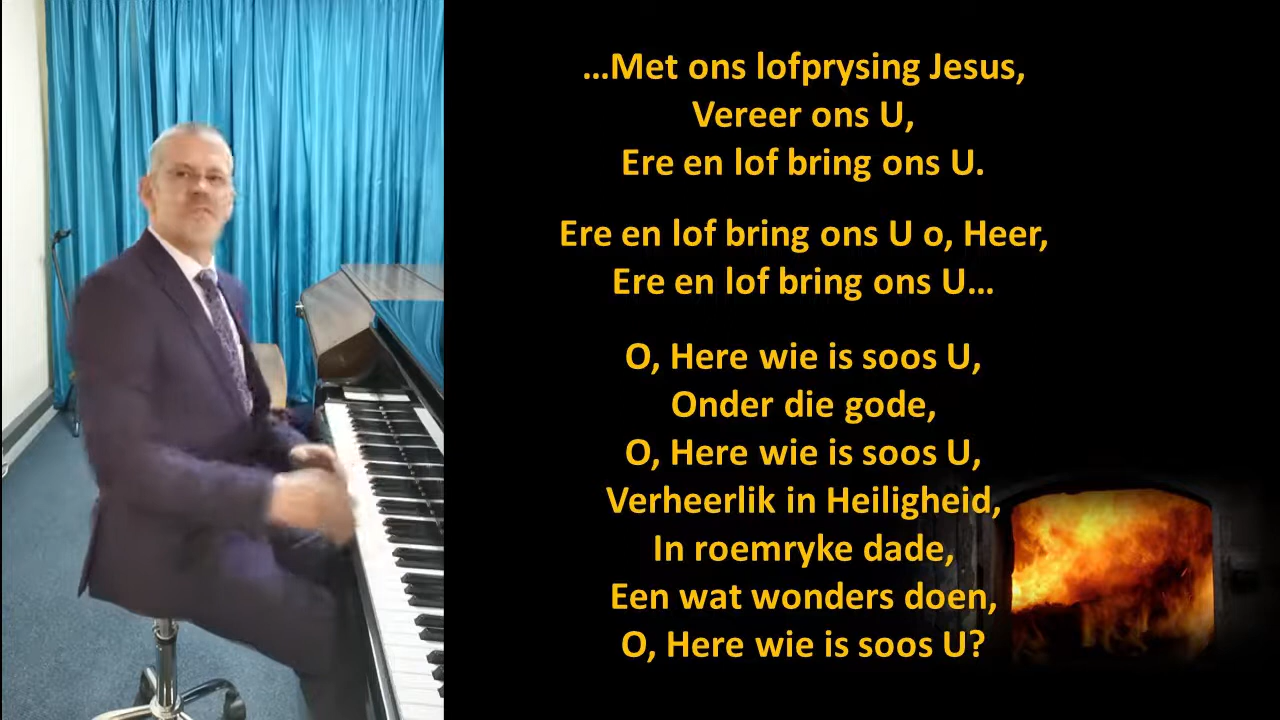 ...Met ons lofprysing Jesus,
Vereer ons U,
Ere en lof bring ons U.
Ere en lof bring ons U o, Heer,
Ere en lof bring ons U...
O, Here wie is soos U,
Onder die gode,
O, Here wie is soos U,
Verheerlik in Heiligheid,
In roemryke dade,
Een wat wonders doen,
O, Here wie is soos U?